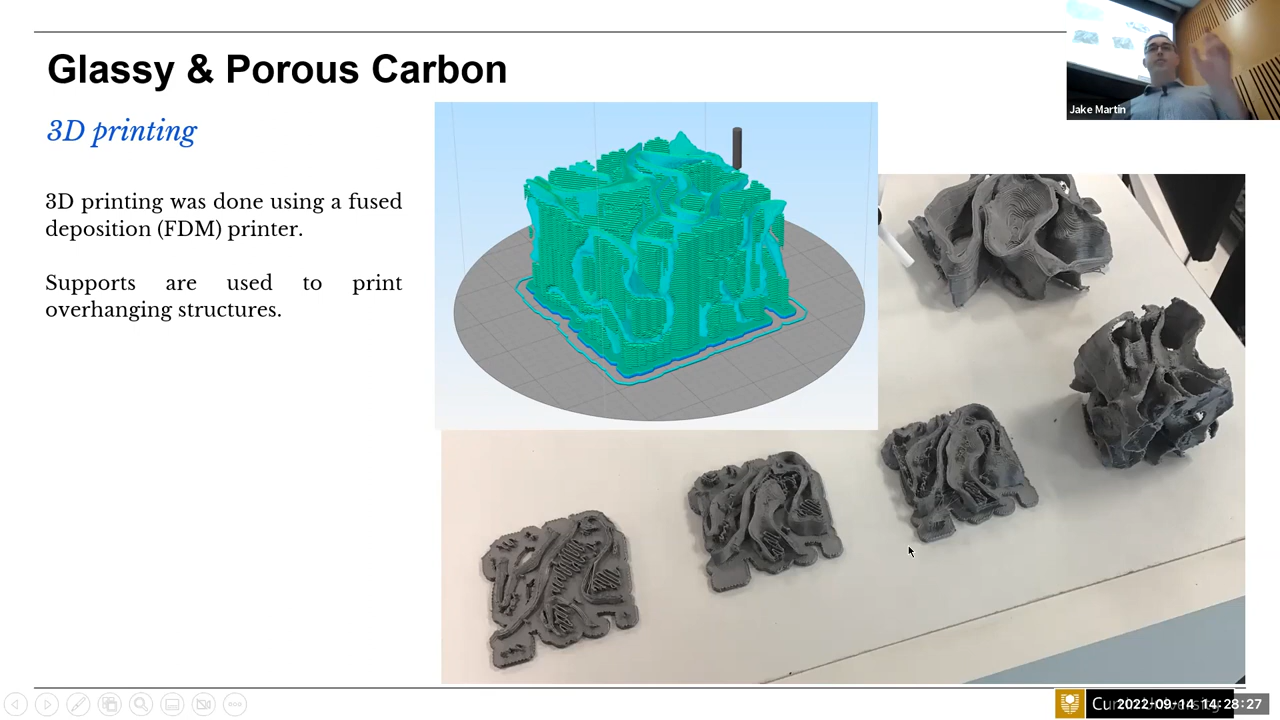 Glassy & Porous Carbon
Jake Martin
3D printing
3D printing was done using a fused
deposition (FDM) printer.
Supports are used to print
overhanging structures.
2022-09-14 14:28:27